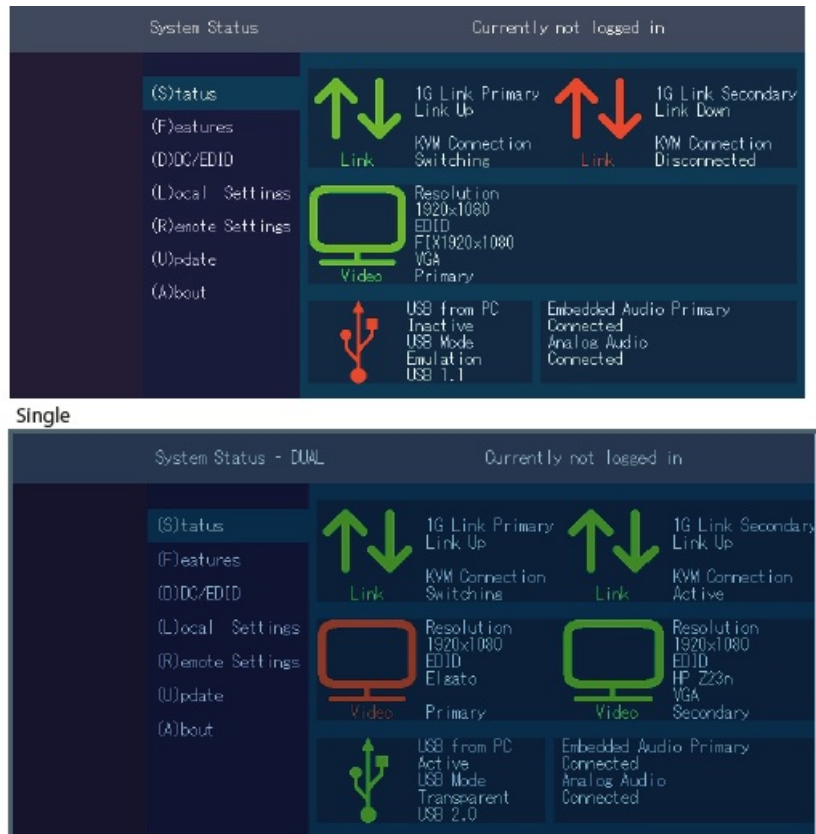 System Status
Currently not logged in
(S)tatus
(F)eatures
(D)DC/EDID
(L)ocal Settings
(R)emote Settings
(U)pdate
(A)bout
Link
1G Link Primary
Link Up
KVM Connection
Switching
Link
1G Link Secondary
Link Down
KVM Connection
Disconnected
Video
Resolution
1920x1080
EDID
FIX1920x1080
VGA
Primary
USB from PC
Inactive
USB Mode
Emulation
USB 1.1
Embedded Audio Primary
Connected
Analog Audio
Connected
Single
System Status - DUAL
Currently not logged in
(S)tatus
(F)eatures
(D)DC/EDID
(L)ocal Settings
(R)emote Settings
(U)pdate
(A)bout
Link
1G Link Primary
Link Up
KVM Connection
Switching
Link
1G Link Secondary
Link Up
KVM Connection
Active
Video
Resolution
1920x1080
EDID
Elgato
Primary
Video
Resolution
1920x1080
EDID
HP Z23n
VGA
Secondary
USB from PC
Active
USB Mode
Transparent
USB 2.0
Embedded Audio Primary
Connected
Analog Audio
Connected